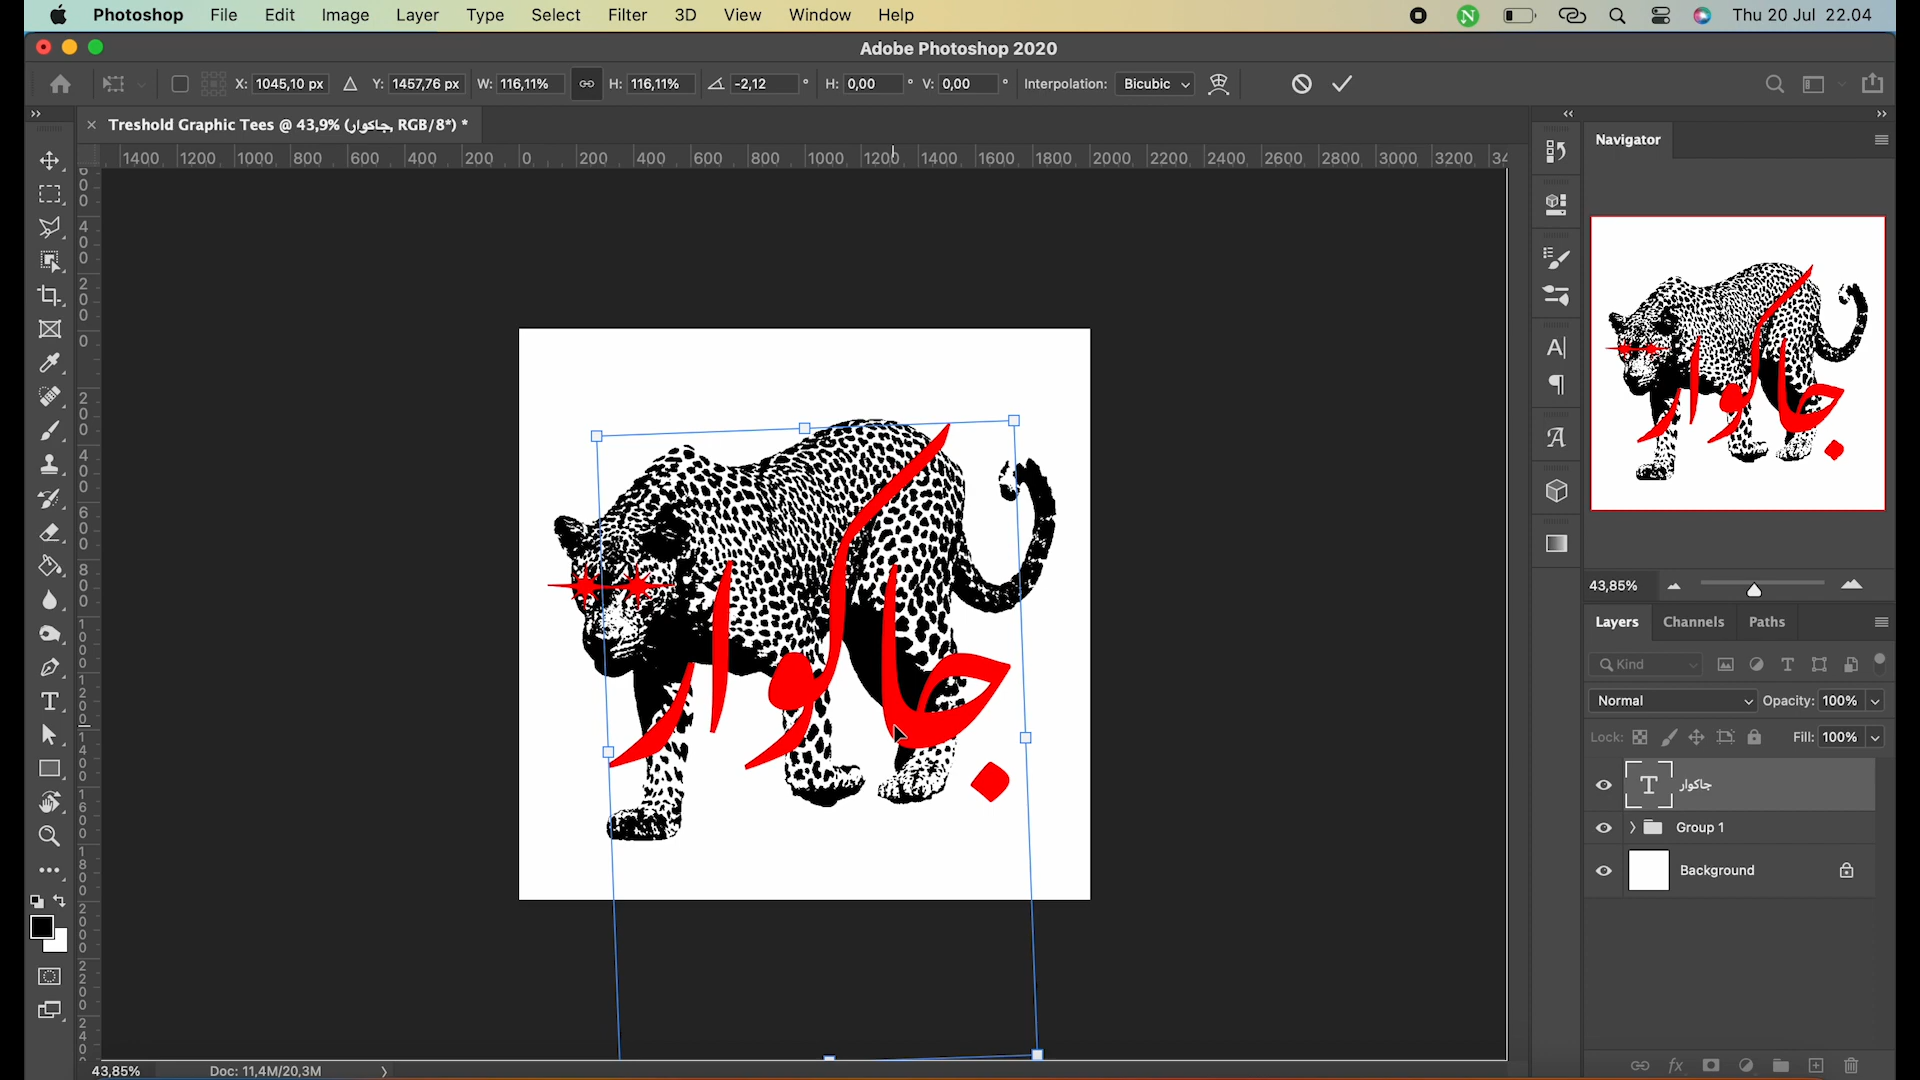 Photoshop File Edit Image Layer Type Select Filter 3D View Window Help Thu 20 Jul 22.04
Adobe Photoshop 2020
X: 1045,10 px Y: 1457,76 px W: 116,11% H: 116,11% -2,12 ° H: 0,00 ° V: 0,00 ° Interpolation: Bicubic
× Treshold Graphic Tees @ 43,9% (جاكوار, RGB/8*) *
1400 1200 1000 800 600 400 200 0 200 400 600 800 1000 1200 1400 1600 1800 2000 2200 2400 2600 2800 3000 3200 34
جاكوار
Navigator
43,85%
Layers Channels Paths
Kind
Normal Opacity: 100%
Lock: Fill: 100%
جاكوار
Group 1
Background
43,85% Doc: 11,4M/20,3M